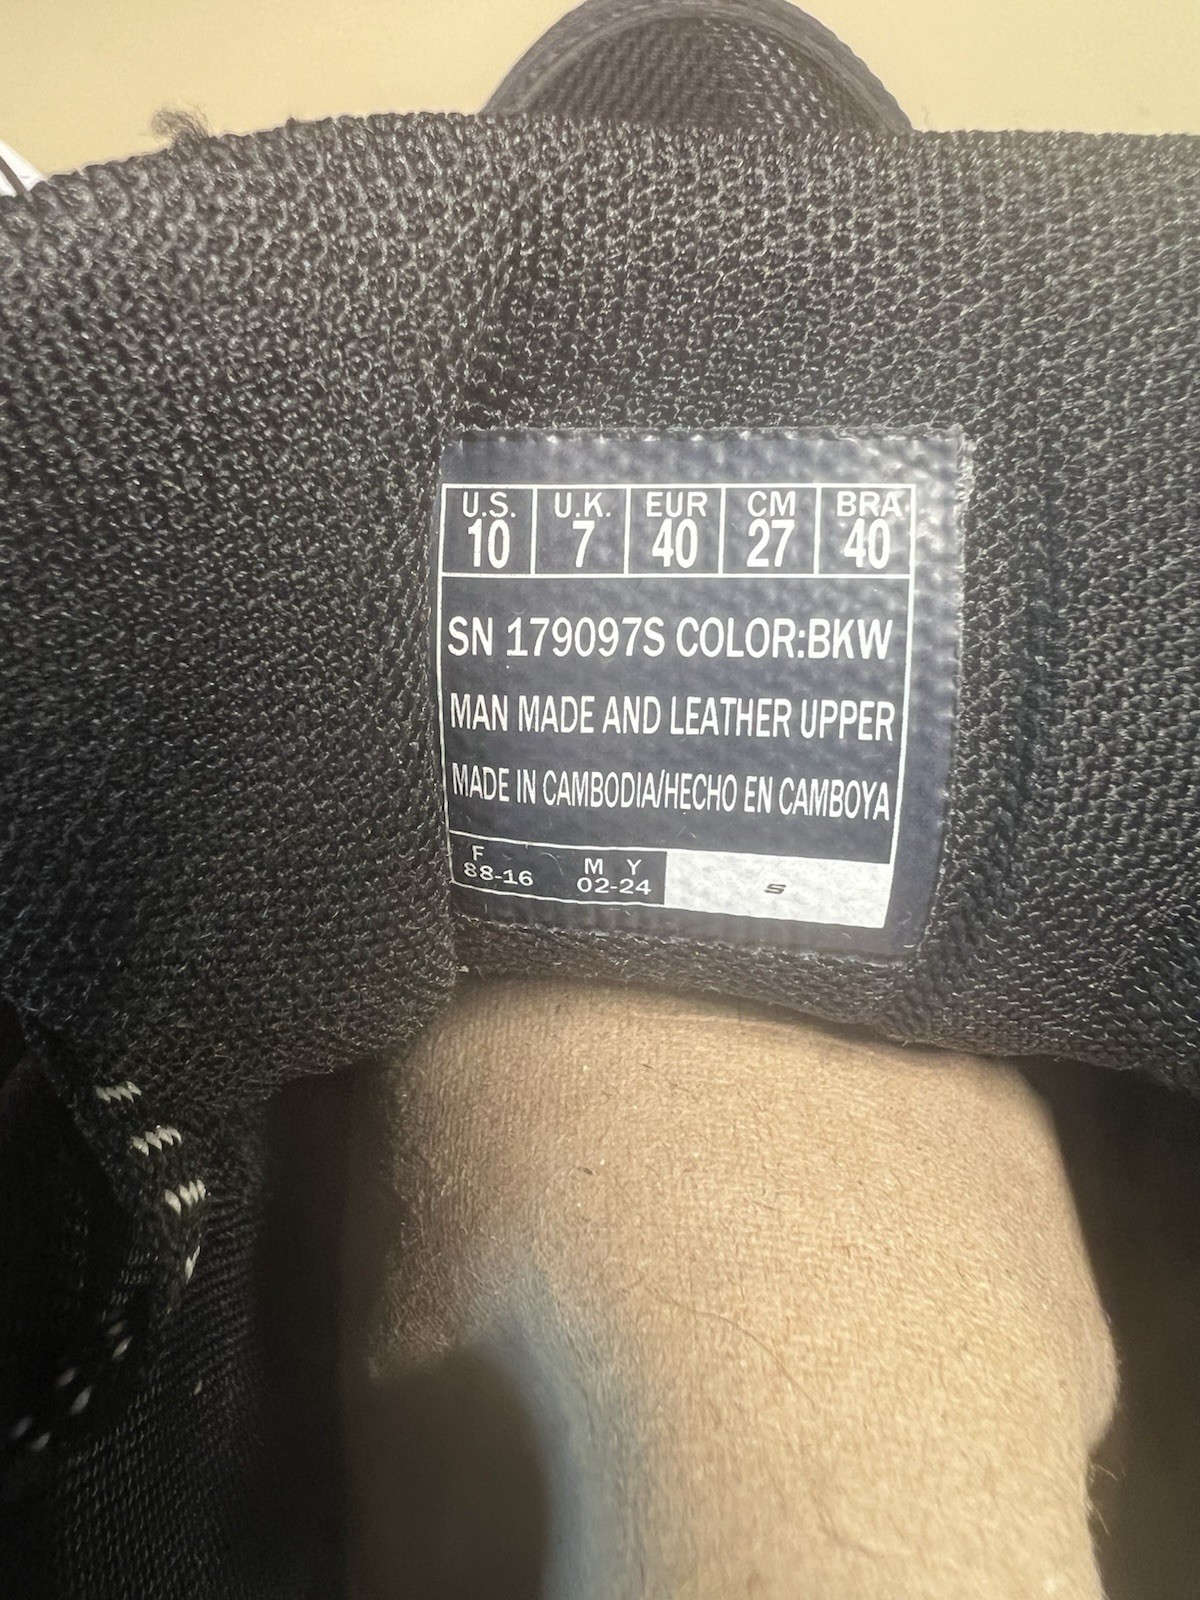 U.S. U.K. EUR CM BRA
10 7 40 27 40
SN 179097S COLOR:BKW
MAN MADE AND LEATHER UPPER
MADE IN CAMBODIA/HECHO EN CAMBOYA
F M Y
88-16 02-24 S